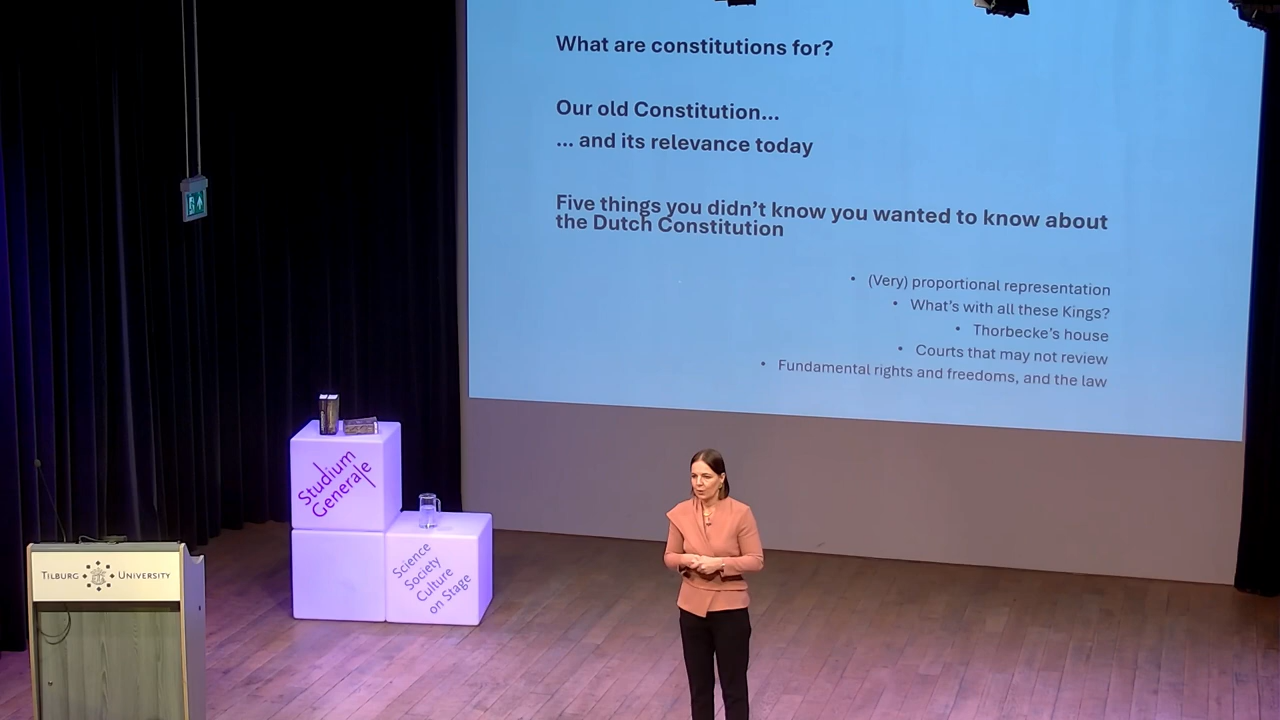 What are constitutions for?
Our old Constitution...
... and its relevance today
Five things you didn't know you wanted to know about
the Dutch Constitution
• (Very) proportional representation
• What's with all these Kings?
• Thorbecke's house
• Courts that may not review
• Fundamental rights and freedoms, and the law
Studium
Generale
Science
Society
Culture
on Stage
TILBURG UNIVERSITY